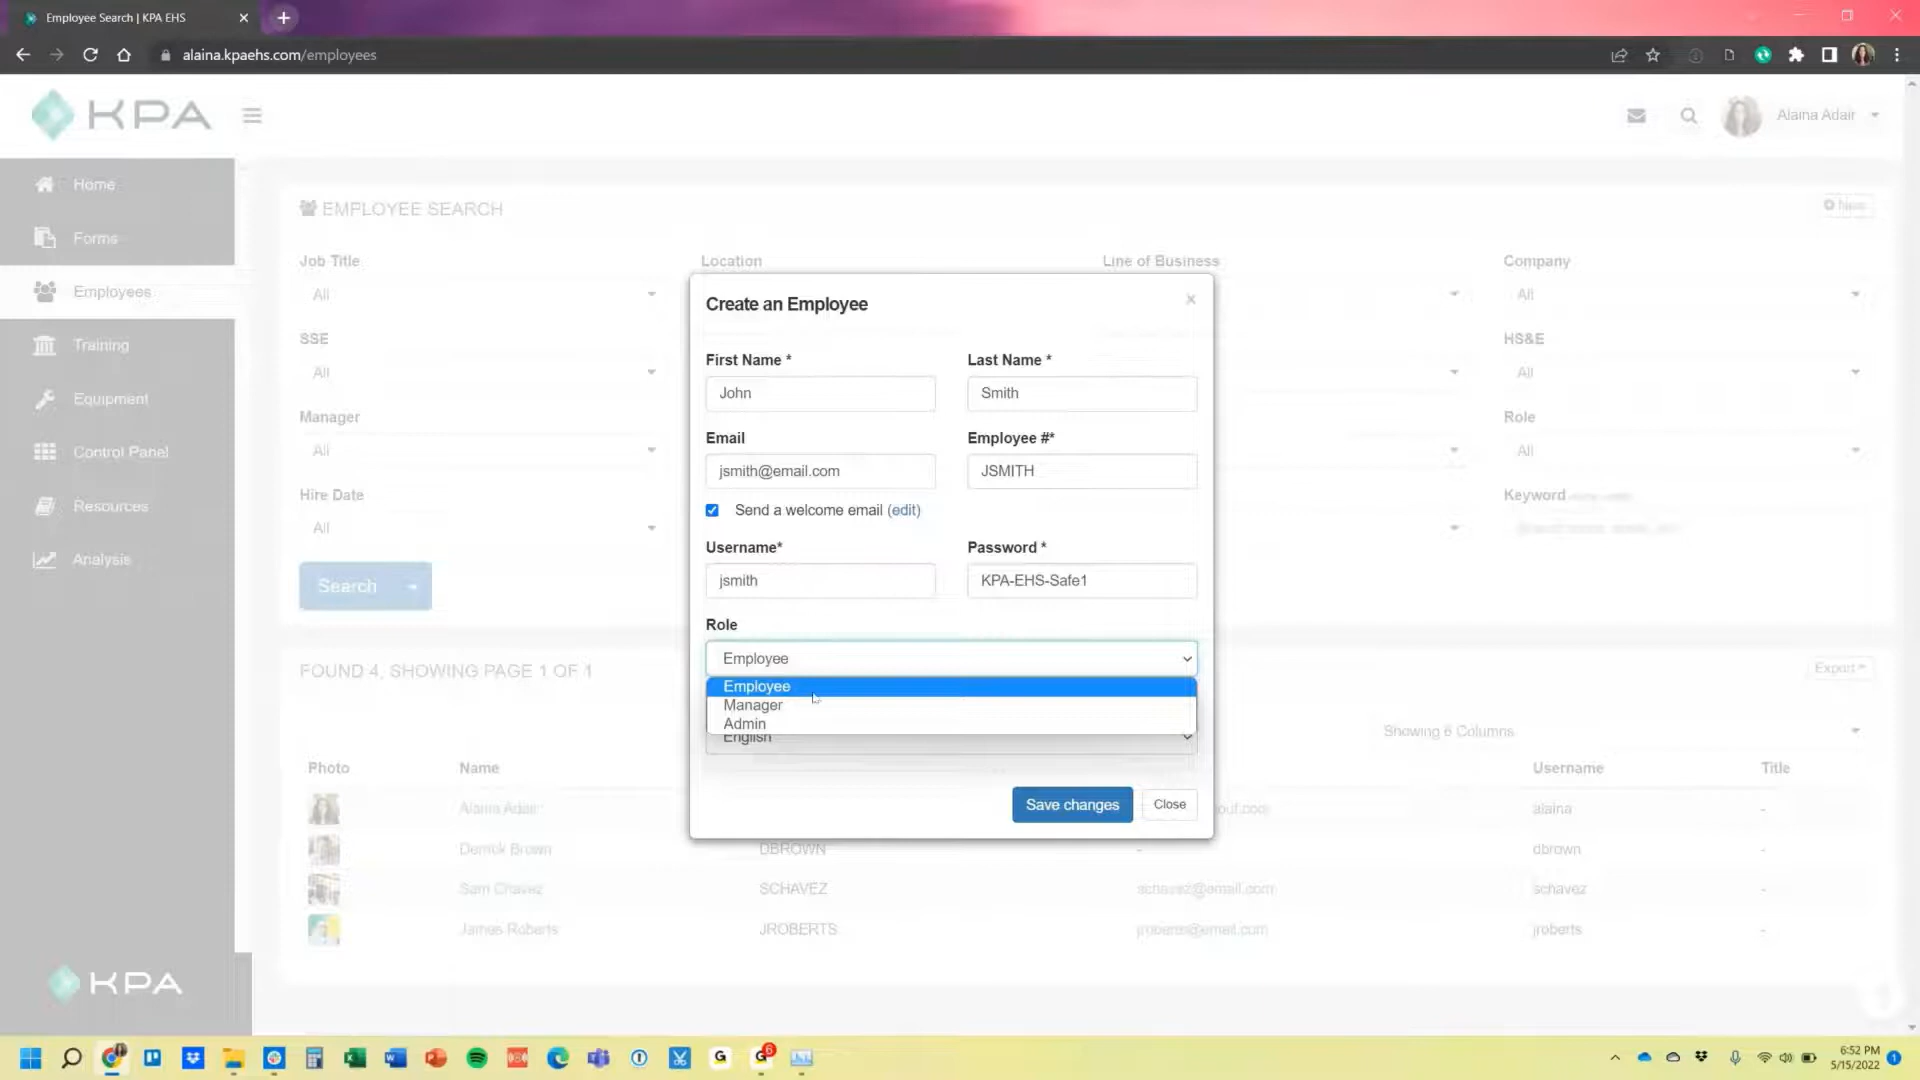 Employee Search | KPA EHS
alaina.kpaehs.com/employees
KPA
Alaina Adair
Home
Forms
Employees
Training
Equipment
Control Panel
Resources
Analysis
KPA
EMPLOYEE SEARCH
New
Job Title
Location
Line of Business
Company
All
All
SSE
HS&E
All
All
Manager
Role
All
All
Hire Date
Keyword
All
Search
Create an Employee
×
First Name *
Last Name *
John
Smith
Email
Employee #*
jsmith@email.com
JSMITH
Send a welcome email (edit)
Username*
Password *
jsmith
KPA-EHS-Safe1
Role
Employee
Employee
Manager
Admin
English
Save changes
Close
FOUND 4, SHOWING PAGE 1 OF 1
Export
Showing 6 Columns
Photo
Name
Username
Title
Alaina Adair
alaina
-
Derrick Brown
DBROWN
-
dbrown
-
Sam Chavez
SCHAVEZ
schavez@email.com
schavez
-
James Roberts
JROBERTS
jroberts@email.com
jroberts
-
6
6:52 PM
5/15/2022
1